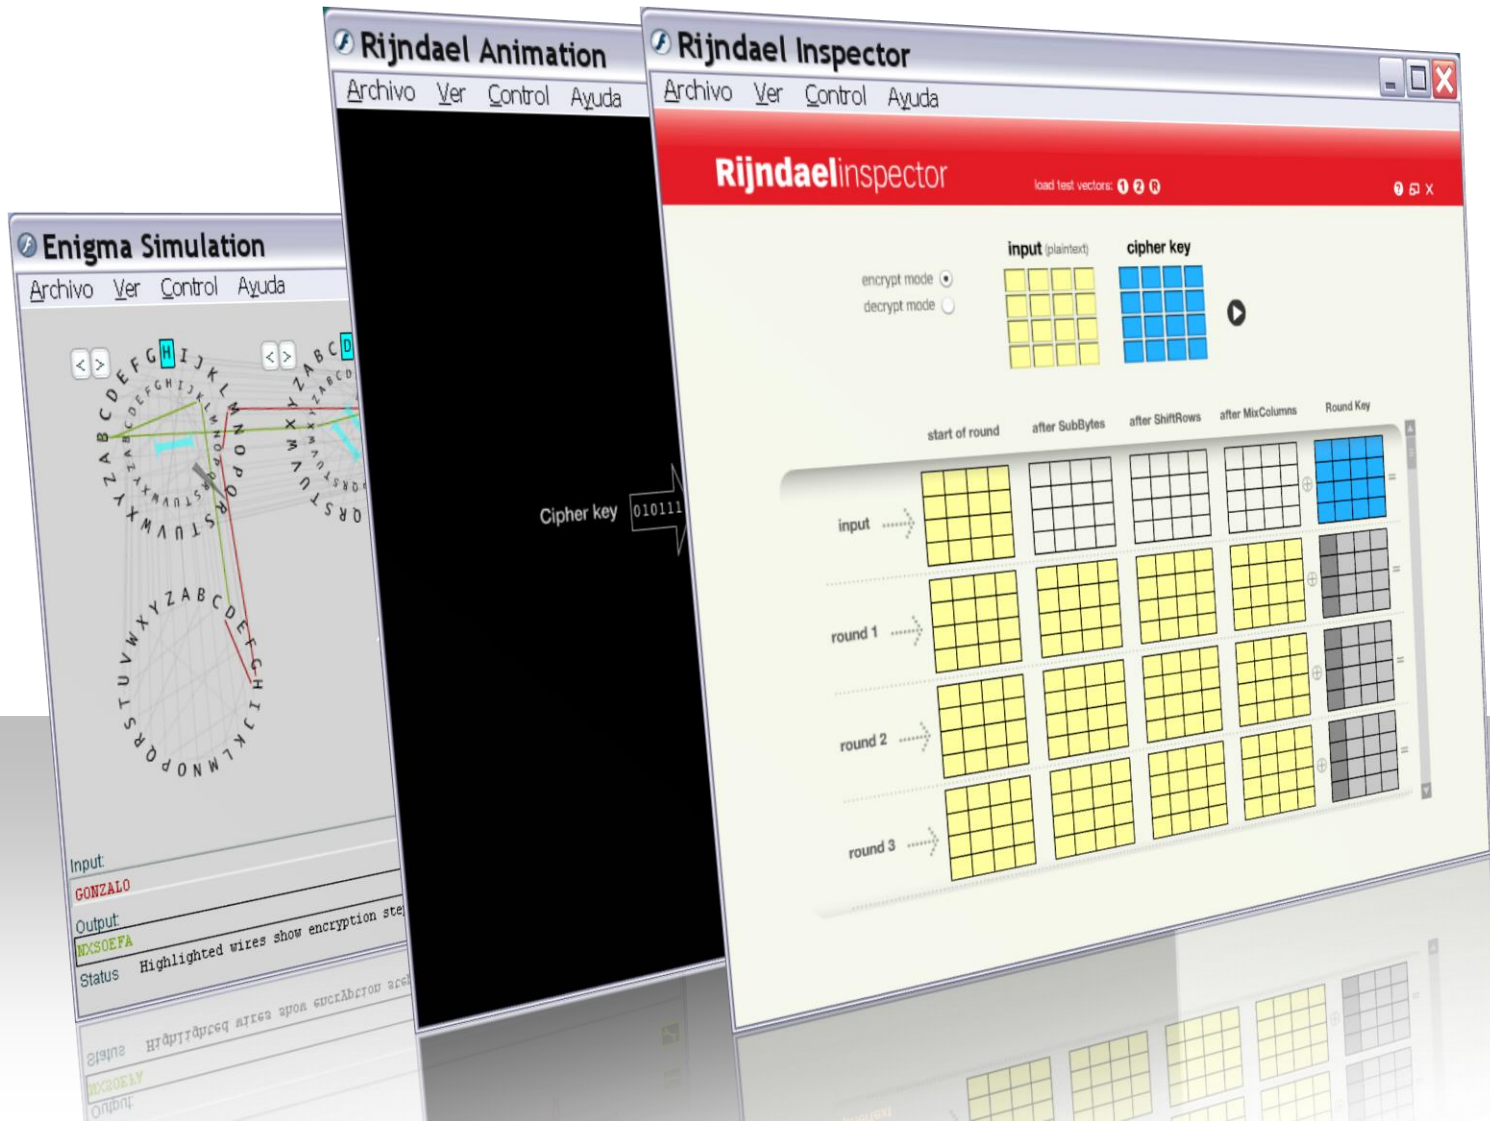 Enigma Simulation
Archivo Ver Control Ayuda
< >
< >
A B C D E F G H I J K L M N O P Q R S T U V W X Y Z
A B C D E F G H I J K L M N O P Q R S T U V W X Y Z
Z A B C D E F G H I J K L M N O P Q R S T U V W X Y
Input:
GONZALO
Output:
NXSOEFA
Status Highlighted wires show encryption
Rijndael Animation
Archivo Ver Control Ayuda
Cipher key 010111
Rijndael Inspector
Archivo Ver Control Ayuda
Rijndaelinspector
load test vectors: 1 2 R
? X
input (plaintext) cipher key
encrypt mode
decrypt mode
start of round after SubBytes after ShiftRows after MixColumns Round Key
input ⊕ =
round 1 ⊕ =
round 2 ⊕ =
round 3 ⊕ =